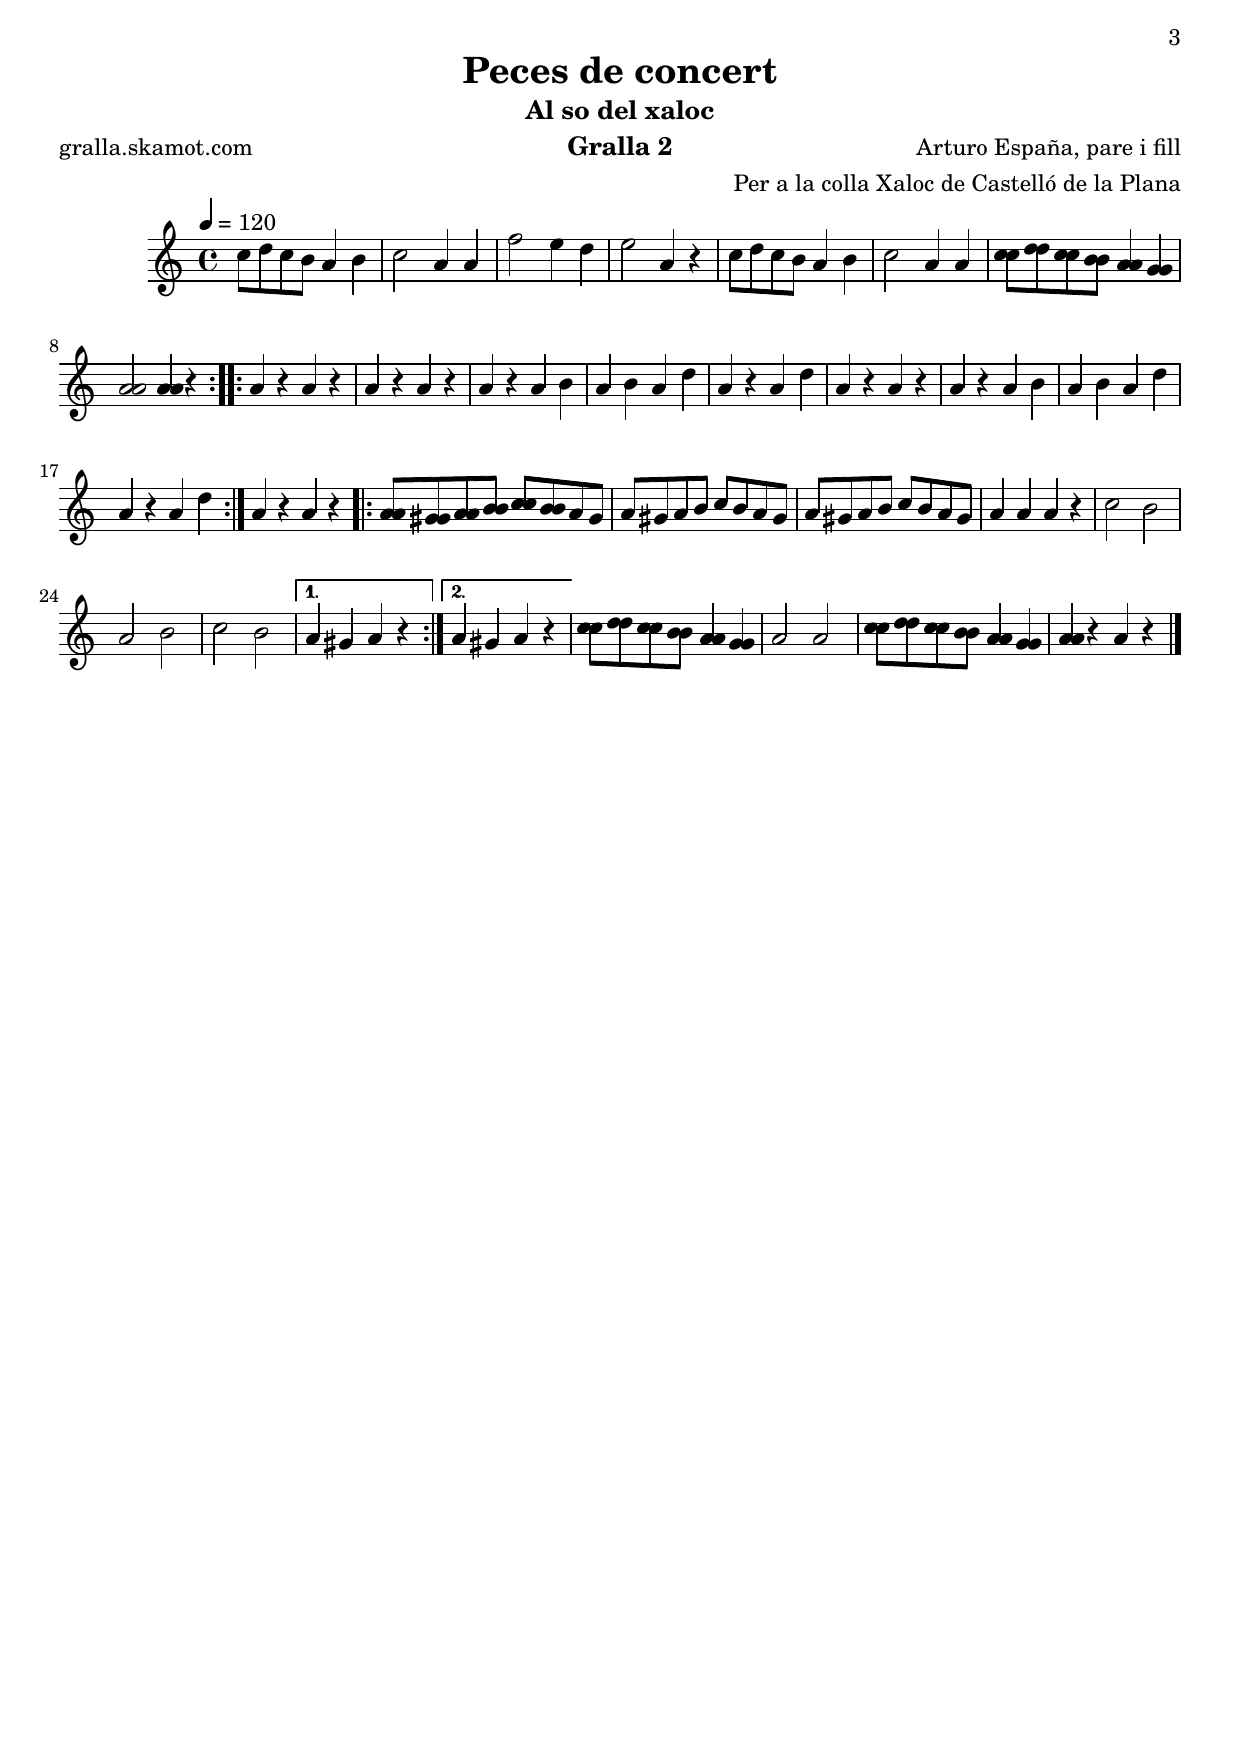 3
Peces de concert
Al so del xaloc
gralla.skamot.com Gralla 2 Arturo España, pare i fill
Per a la colla Xaloc de Castelló de la Plana
= 120
8
17
24
1. 2.